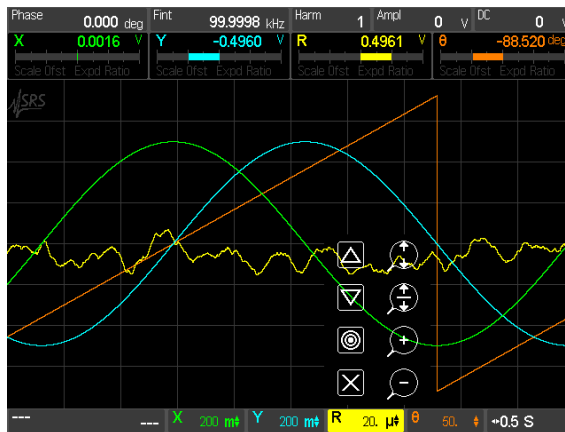 Phase 0.000 deg Fint 99.9998 kHz Harm 1 Ampl 0 V DC 0 V
X 0.0016 V Y -0.4960 V R 0.4961 V θ -88.520 deg
Scale Ofst Expd Ratio Scale Ofst Expd Ratio Scale Ofst Expd Ratio Scale Ofst Expd Ratio
SRS
--- --- X 200 m Y 200 m R 20. µ θ 50. 0.5 S